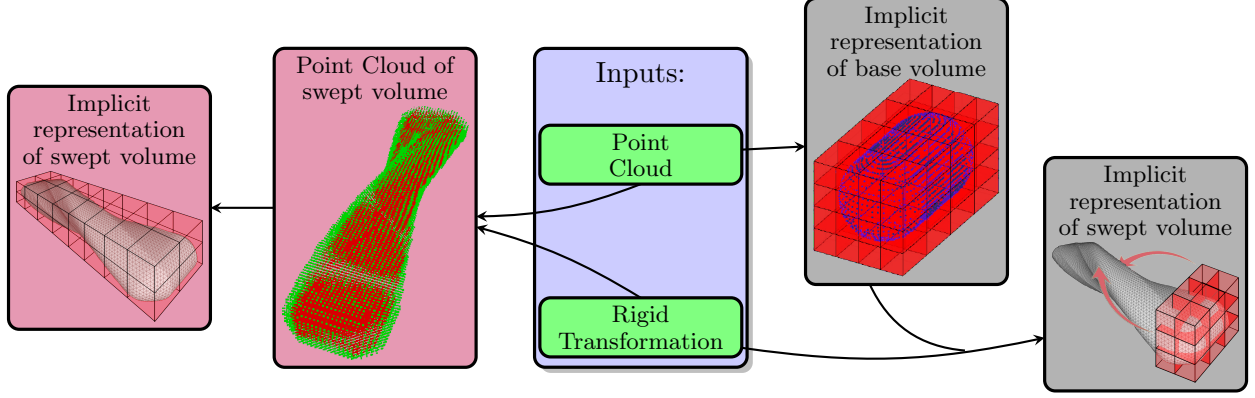 Implicit
representation
of swept volume
Point Cloud of
swept volume
Inputs:
Point
Cloud
Rigid
Transformation
Implicit
representation
of base volume
Implicit
representation
of swept volume